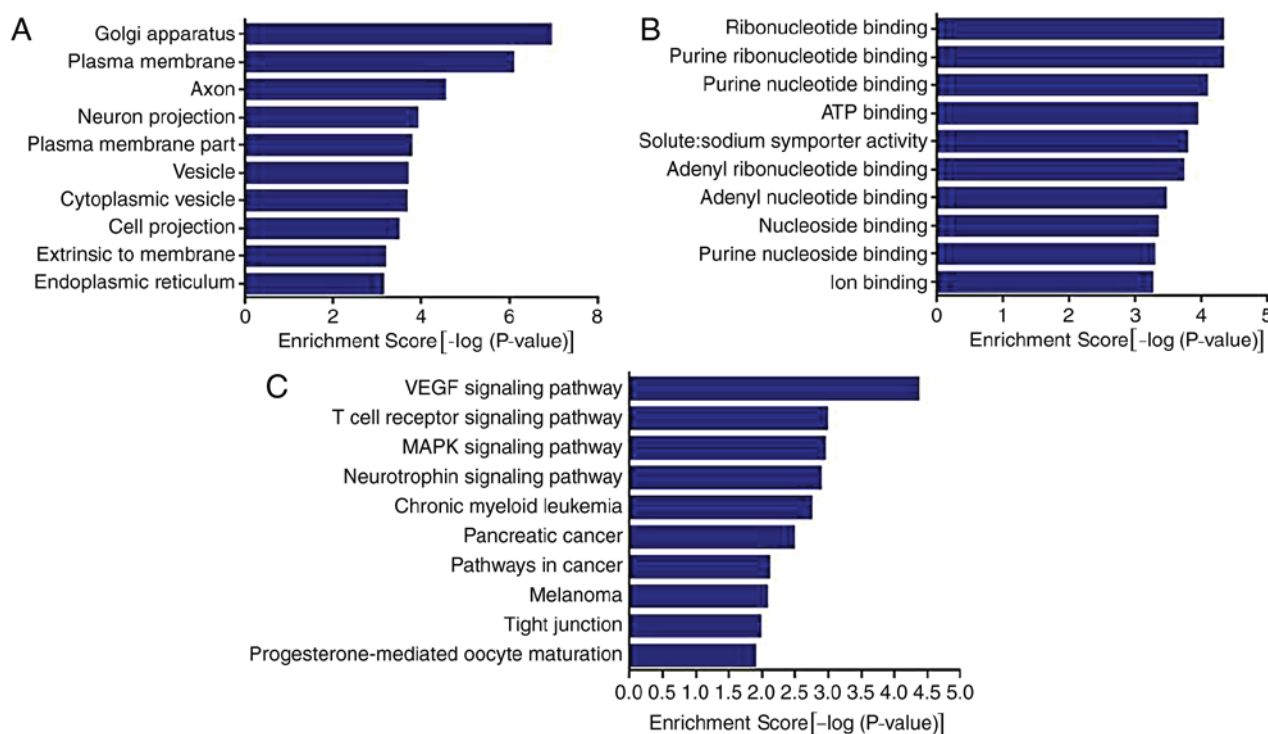 A
Golgi apparatus
Plasma membrane
Axon
Neuron projection
Plasma membrane part
Vesicle
Cytoplasmic vesicle
Cell projection
Extrinsic to membrane
Endoplasmic reticulum
0 2 4 6 8
Enrichment Score[-log (P-value)]
B
Ribonucleotide binding
Purine ribonucleotide binding
Purine nucleotide binding
ATP binding
Solute:sodium symporter activity
Adenyl ribonucleotide binding
Adenyl nucleotide binding
Nucleoside binding
Purine nucleoside binding
Ion binding
0 1 2 3 4 5
Enrichment Score[-log (P-value)]
C
VEGF signaling pathway
T cell receptor signaling pathway
MAPK signaling pathway
Neurotrophin signaling pathway
Chronic myeloid leukemia
Pancreatic cancer
Pathways in cancer
Melanoma
Tight junction
Progesterone-mediated oocyte maturation
0.0 0.5 1.0 1.5 2.0 2.5 3.0 3.5 4.0 4.5 5.0
Enrichment Score[-log (P-value)]